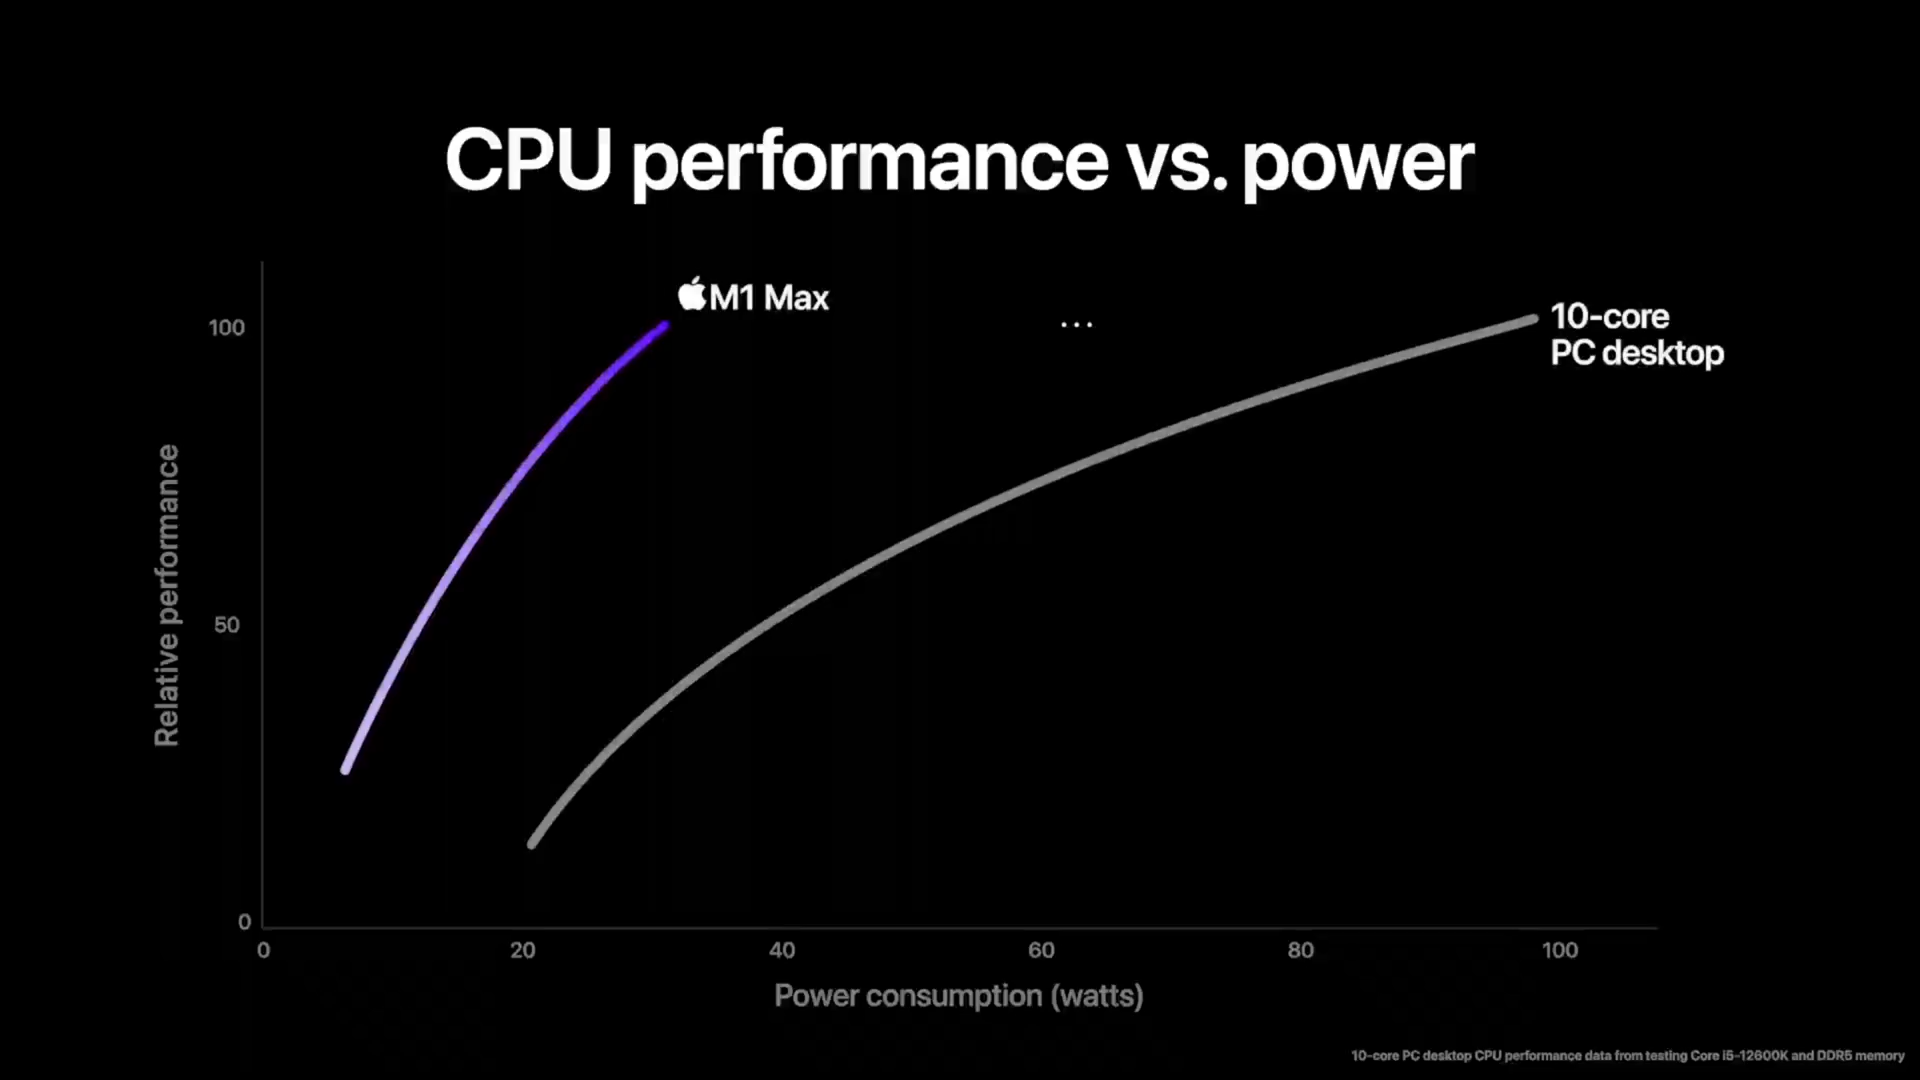 CPU performance vs. power
M1 Max
...
10-core
PC desktop
100
50
0
Relative performance
0 20 40 60 80 100
Power consumption (watts)
10-core PC desktop CPU performance data from testing Core i5-12600K and DDR5 memory